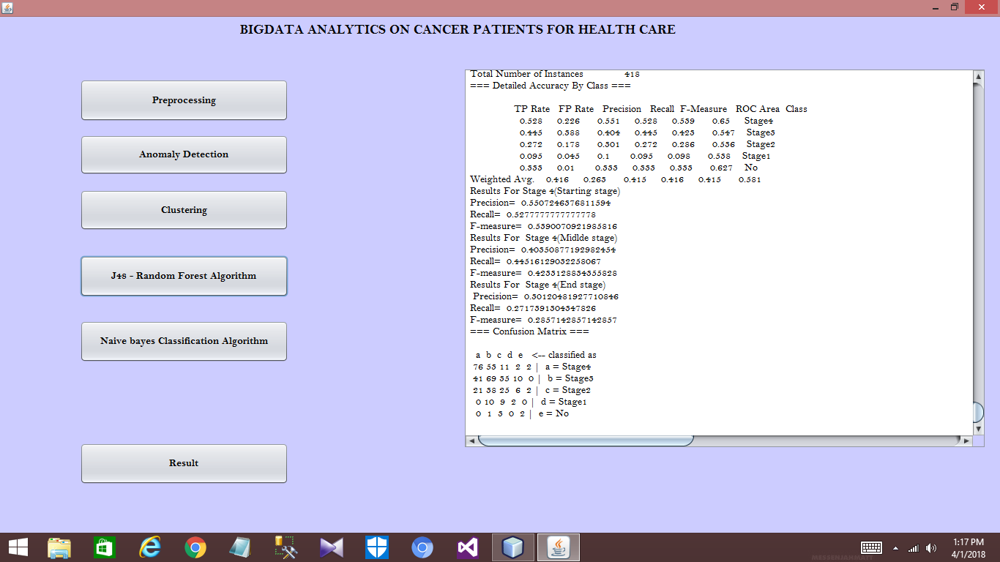 BIGDATA ANALYTICS ON CANCER PATIENTS FOR HEALTH CARE
Preprocessing
Anomaly Detection
Clustering
J48 - Random Forest Algorithm
Naive bayes Classification Algorithm
Result
Total Number of Instances 418
=== Detailed Accuracy By Class ===
TP Rate FP Rate Precision Recall F-Measure ROC Area Class
0.528 0.226 0.551 0.528 0.539 0.65 Stage4
0.445 0.388 0.404 0.445 0.423 0.547 Stage3
0.272 0.178 0.301 0.272 0.286 0.536 Stage2
0.095 0.045 0.1 0.095 0.098 0.538 Stage1
0.333 0.01 0.333 0.333 0.333 0.627 No
Weighted Avg. 0.416 0.263 0.415 0.416 0.415 0.581
Results For Stage 4(Starting stage)
Precision= 0.5507246376811594
Recall= 0.5277777777777778
F-measure= 0.5390070921985816
Results For Stage 4(Midlde stage)
Precision= 0.40350877192982454
Recall= 0.44516129032258067
F-measure= 0.4233128834355828
Results For Stage 4(End stage)
Precision= 0.30120481927710846
Recall= 0.2717391304347826
F-measure= 0.2857142857142857
=== Confusion Matrix ===
a b c d e <-- classified as
76 53 11 2 2 | a = Stage4
41 69 35 10 0 | b = Stage3
21 38 25 6 2 | c = Stage2
0 10 9 2 0 | d = Stage1
0 1 3 0 2 | e = No
1:17 PM
4/1/2018